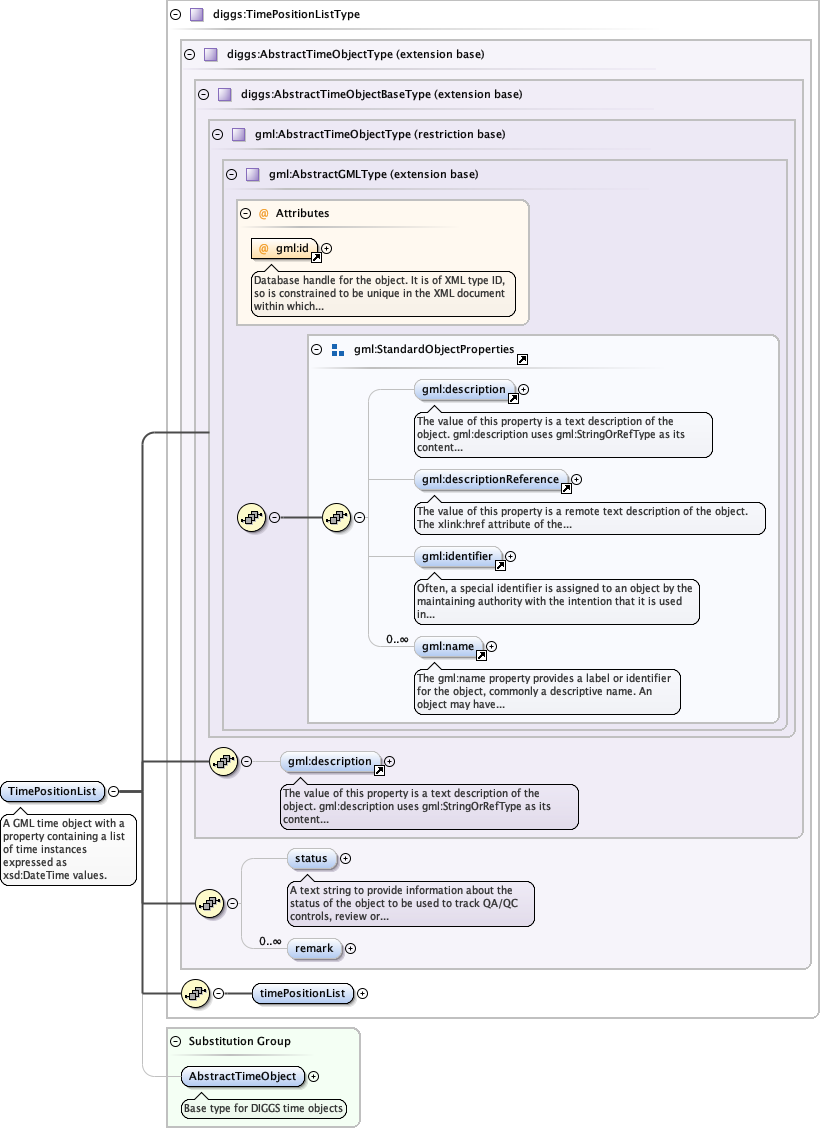 diggs:TimePositionListType
diggs:AbstractTimeObjectType (extension base)
diggs:AbstractTimeObjectBaseType (extension base)
gml:AbstractTimeObjectType (restriction base)
gml:AbstractGMLType (extension base)
@ Attributes
@ gml:id
Database handle for the object. It is of XML type ID,
so is constrained to be unique in the XML document
within which...
gml:StandardObjectProperties
gml:description
The value of this property is a text description of the
object. gml:description uses gml:StringOrRefType as its
content...
gml:descriptionReference
The value of this property is a remote text description of the object.
The xlink:href attribute of the...
gml:identifier
Often, a special identifier is assigned to an object by the
maintaining authority with the intention that it is used
in...
0..∞
gml:name
The gml:name property provides a label or identifier
for the object, commonly a descriptive name. An
object may have...
gml:description
The value of this property is a text description of the
object. gml:description uses gml:StringOrRefType as its
content...
TimePositionList
A GML time object with a
property containing a list
of time instances
expressed as
xsd:DateTime values.
status
A text string to provide information about the
status of the object to be used to track QA/QC
controls, review or...
0..∞
remark
timePositionList
Substitution Group
AbstractTimeObject
Base type for DIGGS time objects